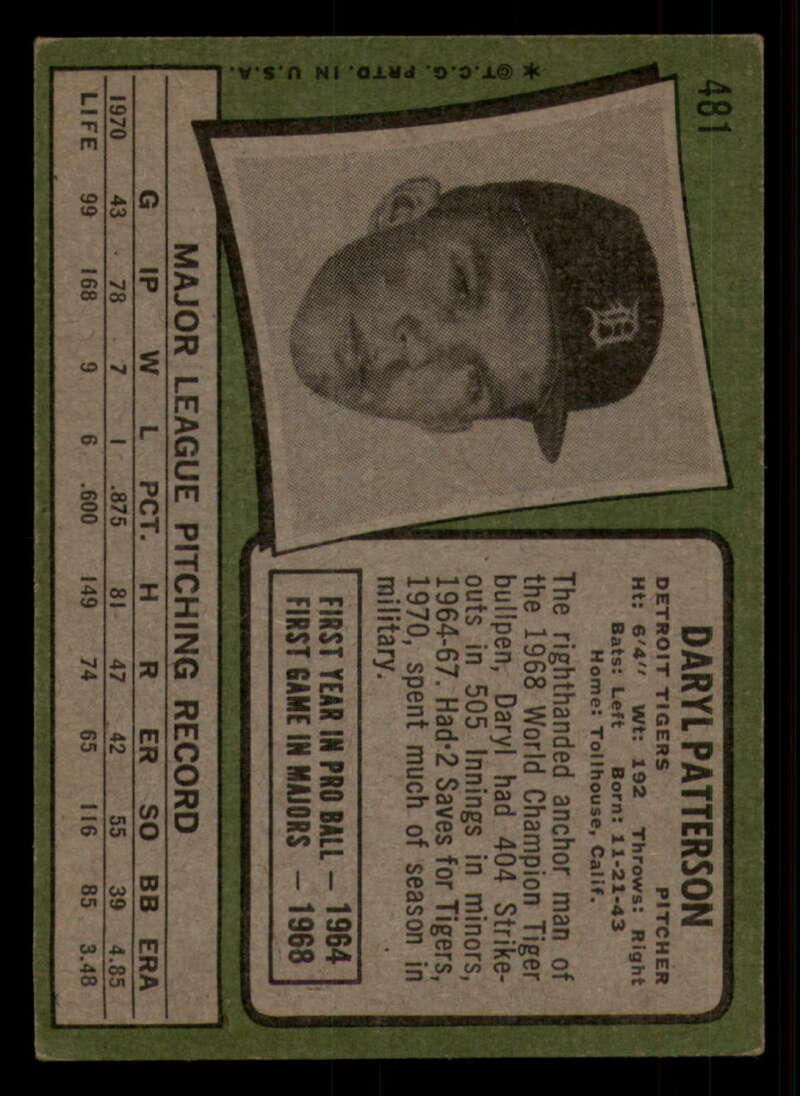 481
* @T.C.G. PRTD. IN U.S.A.
D
DARYL PATTERSON
DETROIT TIGERS PITCHER
Ht: 6'4" Wt: 192 Throws: Right
Bats: Left Born: 11-21-43
Home: Tollhouse, Calif.
The righthanded anchor man of
the 1968 World Champion Tiger
bullpen, Daryl had 404 Strike-
outs in 505 Innings in minors,
1964-67. Had 2 Saves for Tigers,
1970, spent much of season in
military.
FIRST YEAR IN PRO BALL — 1964
FIRST GAME IN MAJORS — 1968
MAJOR LEAGUE PITCHING RECORD
G IP W L PCT. H R ER SO BB ERA
1970 43 78 7 1 .875 81 47 42 55 39 4.85
LIFE 99 168 9 6 .600 149 74 65 116 85 3.48